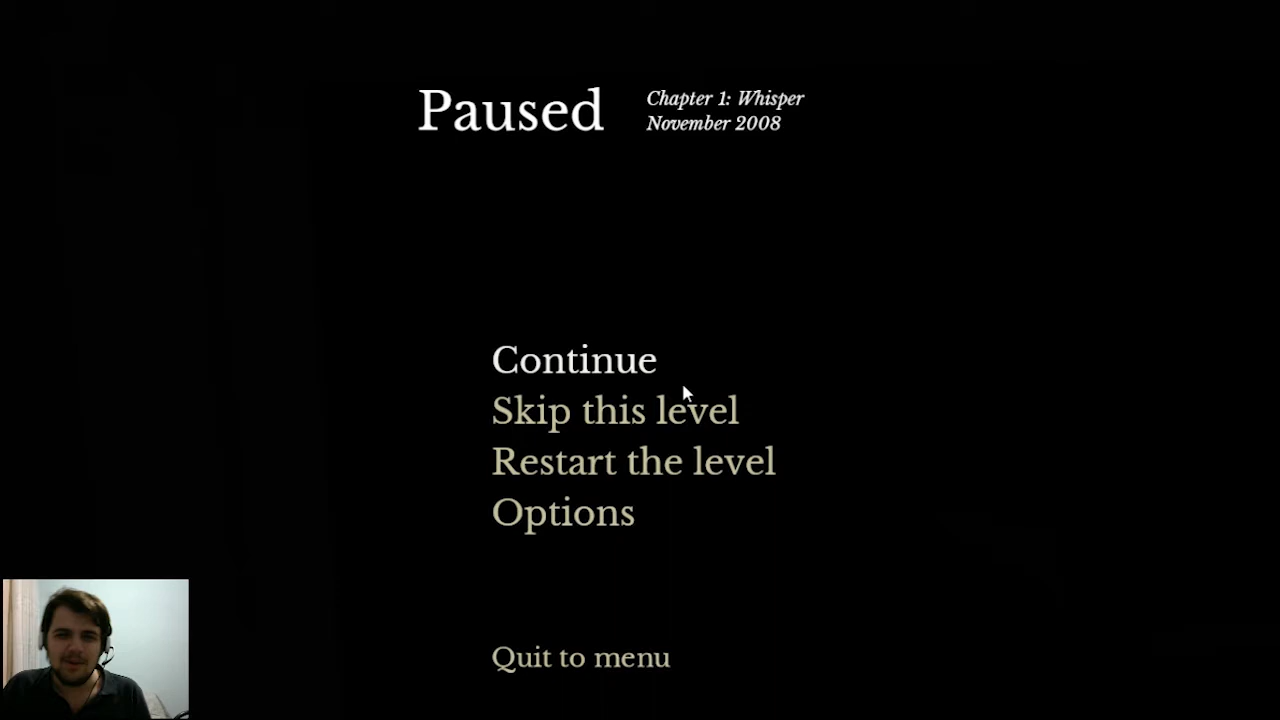 Paused
Chapter 1: Whisper
November 2008
Continue
Skip this level
Restart the level
Options
Quit to menu